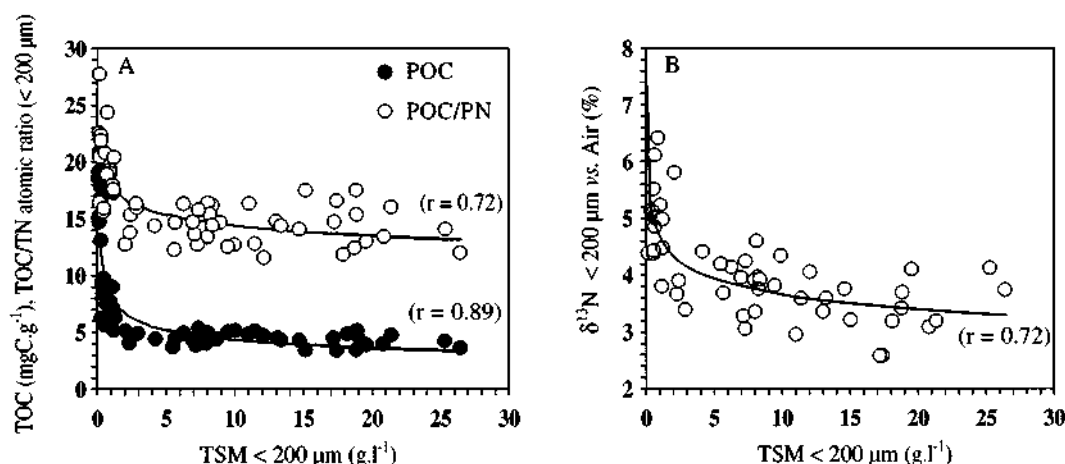 TOC (mgC.g⁻¹), TOC/TN atomic ratio (< 200 μm)
30
25
20
15
10
5
0
A
POC
POC/PN
(r = 0.72)
(r = 0.89)
0 5 10 15 20 25 30
TSM < 200 μm (g.l⁻¹)
δ¹⁵N < 200 μm vs. Air (%)
8
7
6
5
4
3
2
B
(r = 0.72)
0 5 10 15 20 25 30
TSM < 200 μm (g.l⁻¹)